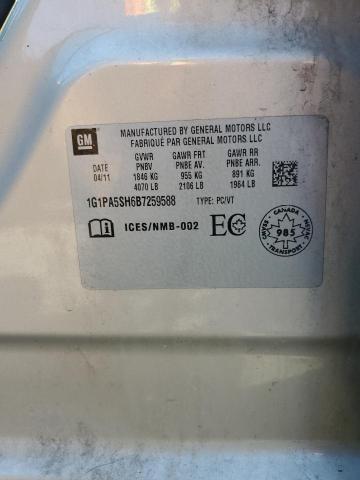 GM
MANUFACTURED BY GENERAL MOTORS LLC
FABRIQUÉ PAR GENERAL MOTORS LLC
GVWR GAWR FRT GAWR RR
DATE PNBV PNBE AV. PNBE ARR.
04/11 1846 KG 955 KG 891 KG
4070 LB 2106 LB 1964 LB
1G1PA5SH6B7259588 TYPE: PC/VT
ICES/NMB-002 EC
CANADA
985
TRANSPORT